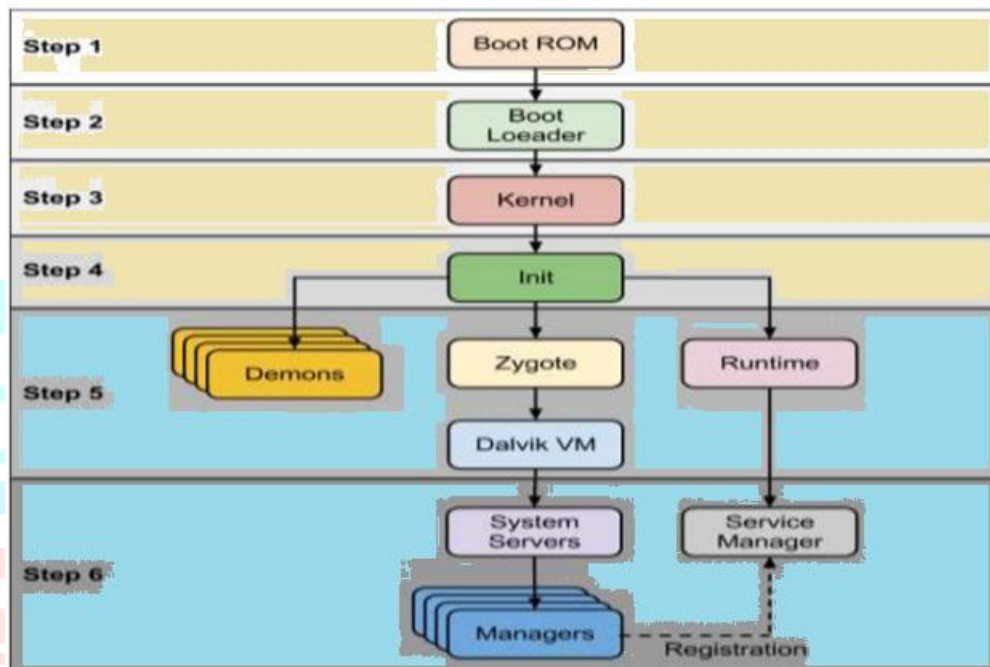 Step 1
Boot ROM
Step 2
Boot
Loeader
Step 3
Kernel
Step 4
Init
Step 5
Demons
Zygote
Runtime
Dalvik VM
Step 6
System
Servers
Service
Manager
Managers
Registration